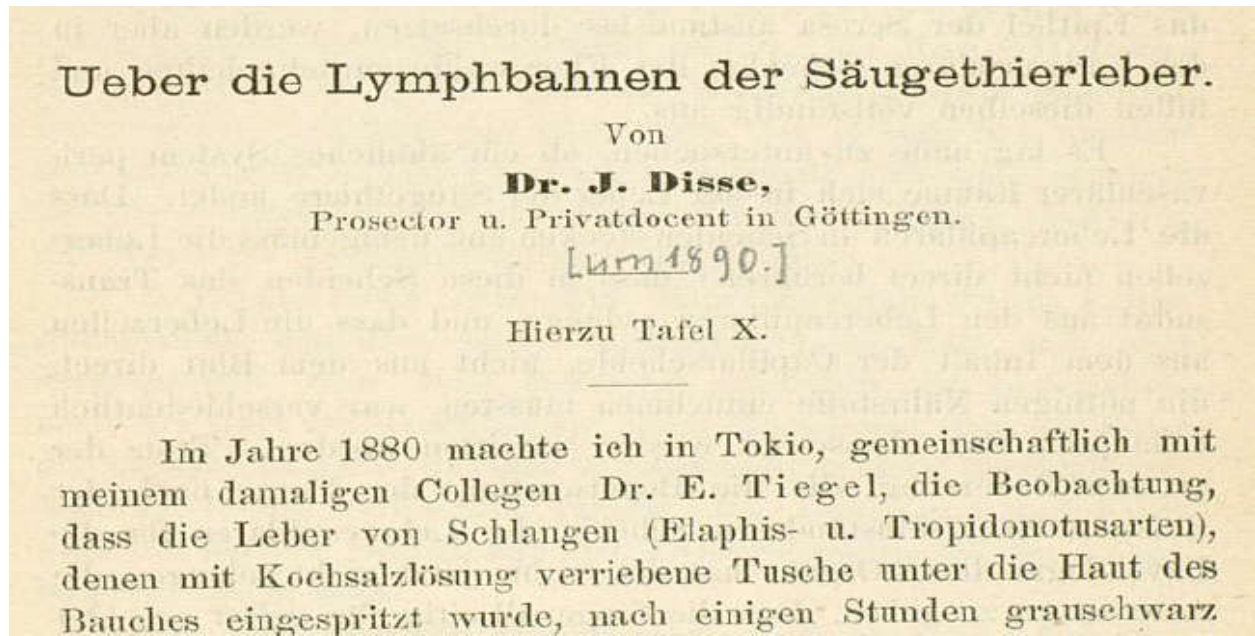 Ueber die Lymphbahnen der Säugethierleber.
Von
Dr. J. Disse,
Prosector u. Privatdocent in Göttingen.
[um 1890.]
Hierzu Tafel X.
Im Jahre 1880 machte ich in Tokio, gemeinschaftlich mit
meinem damaligen Collegen Dr. E. Tiegel, die Beobachtung,
dass die Leber von Schlangen (Elaphis- u. Tropidonotusarten),
denen mit Kochsalzlösung verriebene Tusche unter die Haut des
Bauches eingespritzt wurde, nach einigen Stunden grauschwarz